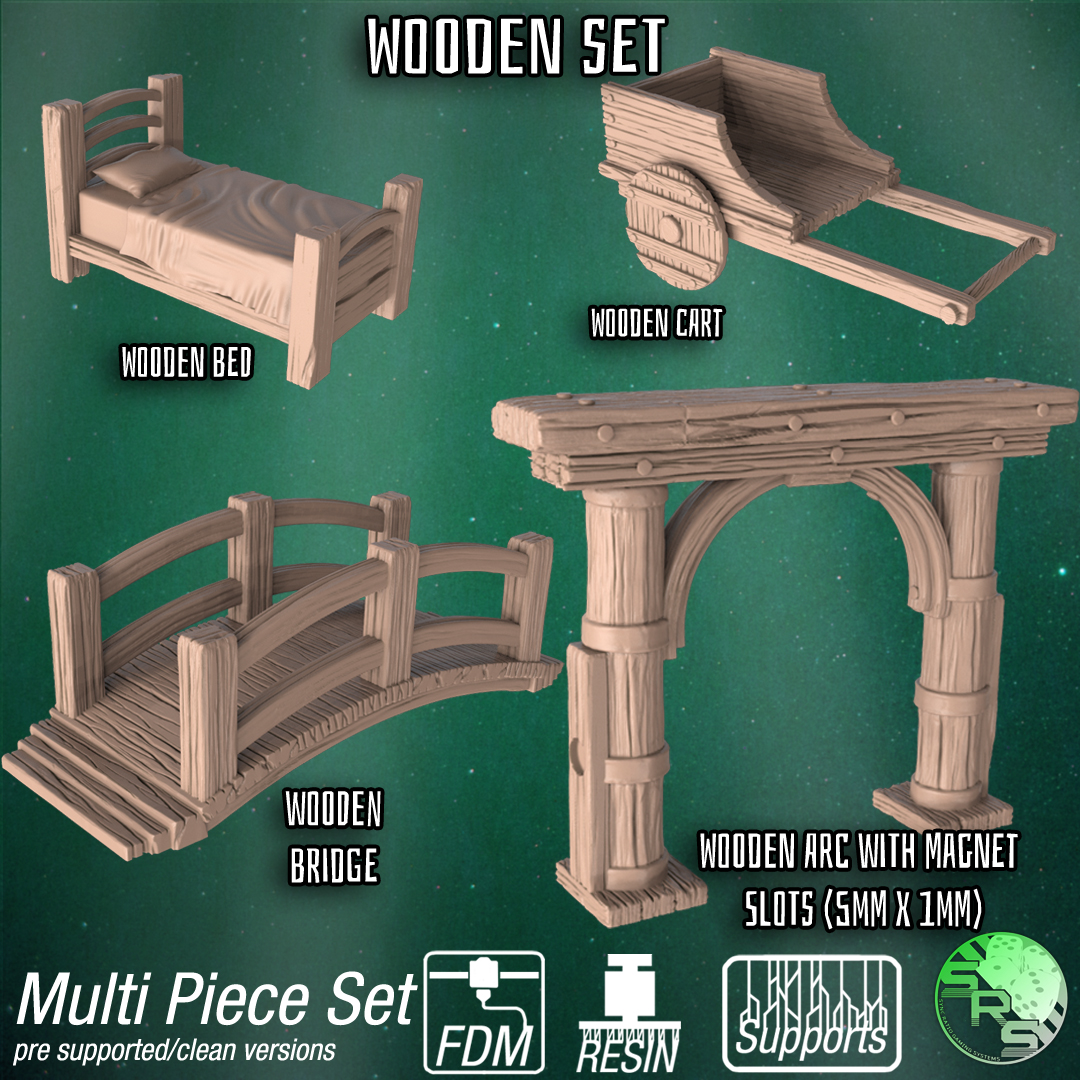 WOODEN SET
WOODEN BED
WOODEN CART
WOODEN
BRIDGE
WOODEN ARC WITH MAGNET
SLOTS (5MM X 1MM)
Multi Piece Set
pre supported/clean versions
FDM
RESIN
Supports
SRS